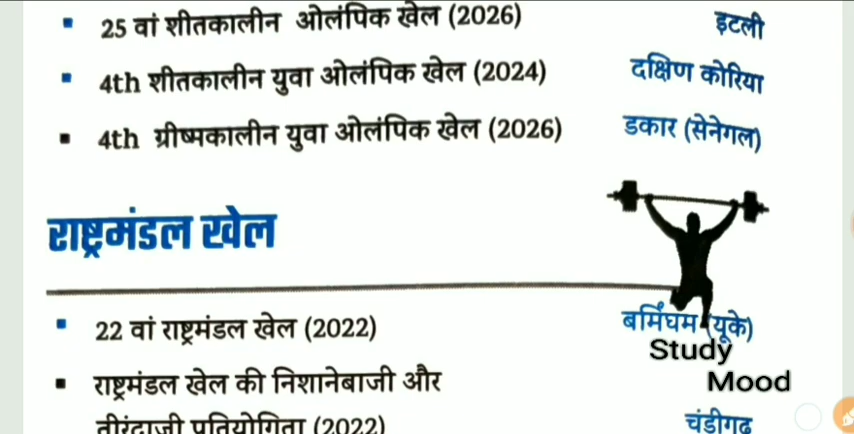 25 वां शीतकालीन ओलंपिक खेल (2026) इटली
4th शीतकालीन युवा ओलंपिक खेल (2024) दक्षिण कोरिया
4th ग्रीष्मकालीन युवा ओलंपिक खेल (2026) डकार (सेनेगल)
राष्ट्रमंडल खेल
22 वां राष्ट्रमंडल खेल (2022) बर्मिंघम (यूके)
Study
Mood
राष्ट्रमंडल खेल की निशानेबाजी और
तीरंदाजी प्रतियोगिता (2022) चंडीगढ़